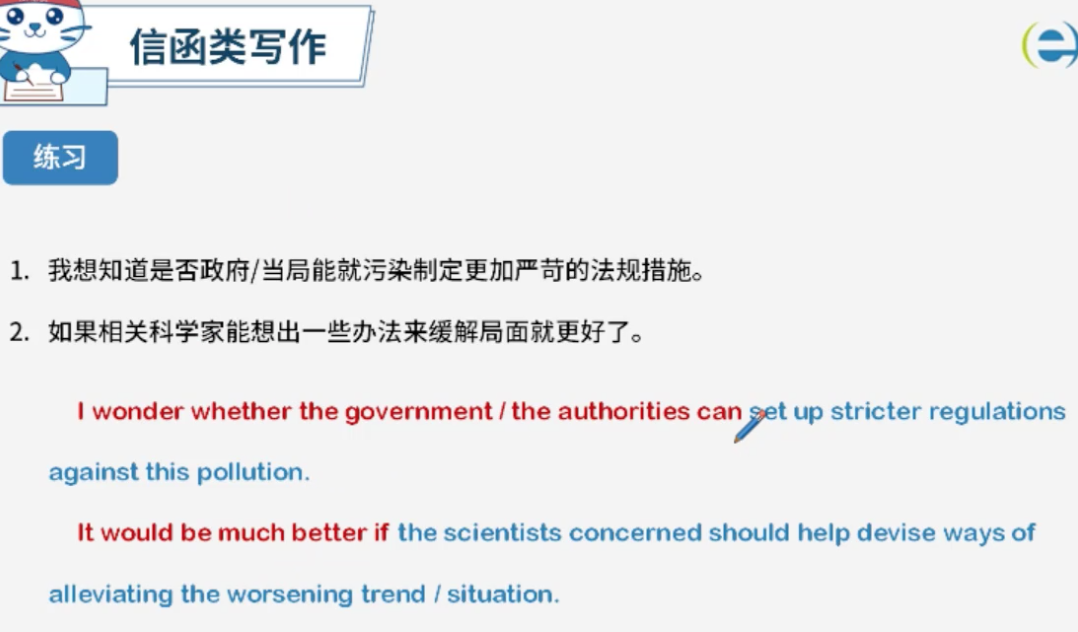 信函类写作
练习
1. 我想知道是否政府/当局能就污染制定更加严苛的法规措施。
2. 如果相关科学家能想出一些办法来缓解局面就更好了。
I wonder whether the government / the authorities can set up stricter regulations
against this pollution.
It would be much better if the scientists concerned should help devise ways of
alleviating the worsening trend / situation.